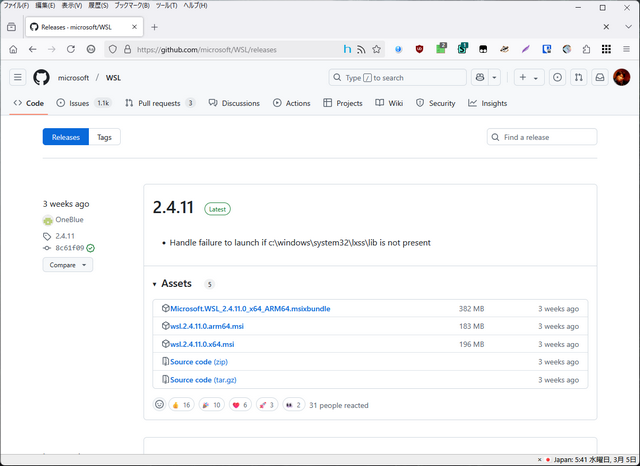 ファイル(F) 編集(E) 表示(V) 履歴(S) ブックマーク(B) ツール(T) ヘルプ(H)
Releases · microsoft/WSL
https://github.com/microsoft/WSL/releases
microsoft / WSL
Type / to search
Code Issues 1.1k Pull requests 3 Discussions Actions Projects Wiki Security Insights
Releases Tags
Find a release
3 weeks ago
OneBlue
2.4.11
8c61f09
Compare
2.4.11 Latest
• Handle failure to launch if c:\windows\system32\lxss\lib is not present
Assets 5
Microsoft.WSL_2.4.11.0_x64_ARM64.msixbundle 382 MB 3 weeks ago
wsl.2.4.11.0.arm64.msi 183 MB 3 weeks ago
wsl.2.4.11.0.x64.msi 196 MB 3 weeks ago
Source code (zip) 3 weeks ago
Source code (tar.gz) 3 weeks ago
16 10 6 3 2 31 people reacted
Japan: 5:41 水曜日, 3月 5日